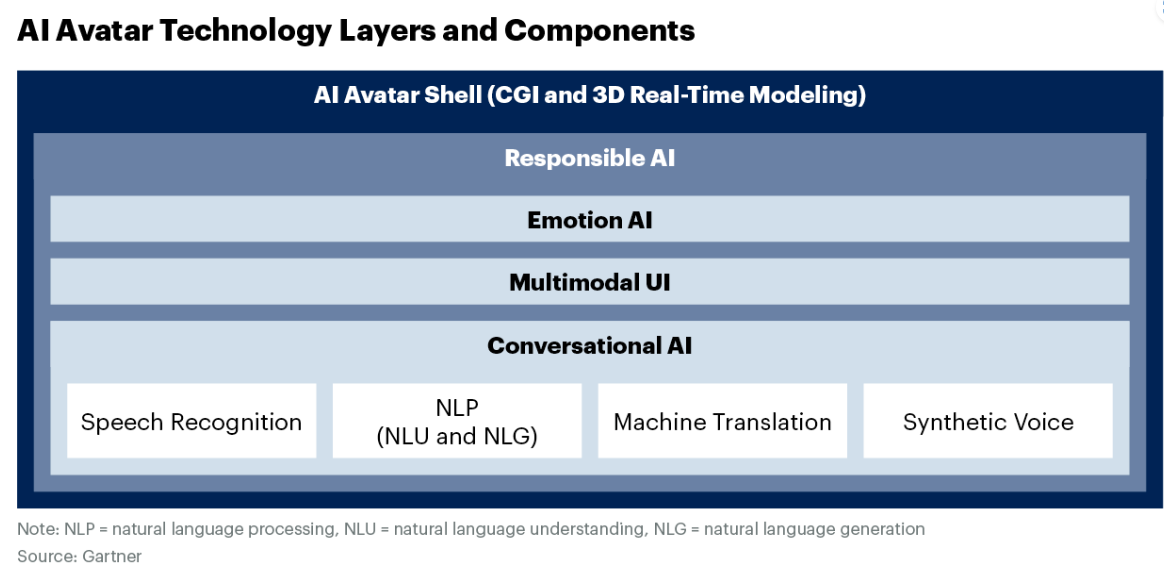 AI Avatar Technology Layers and Components
AI Avatar Shell (CGI and 3D Real-Time Modeling)
Responsible AI
Emotion AI
Multimodal UI
Conversational AI
Speech Recognition
NLP
(NLU and NLG)
Machine Translation
Synthetic Voice
Note: NLP = natural language processing, NLU = natural language understanding, NLG = natural language generation
Source: Gartner